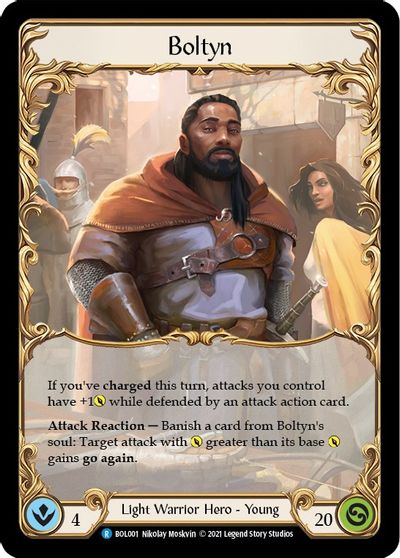 Boltyn
If you've charged this turn, attacks you control
have +1 while defended by an attack action card.
Attack Reaction — Banish a card from Boltyn's
soul: Target attack with greater than its base
gains go again.
4
Light Warrior Hero - Young
20
R BOL001 Nikolay Moskvin © 2021 Legend Story Studios